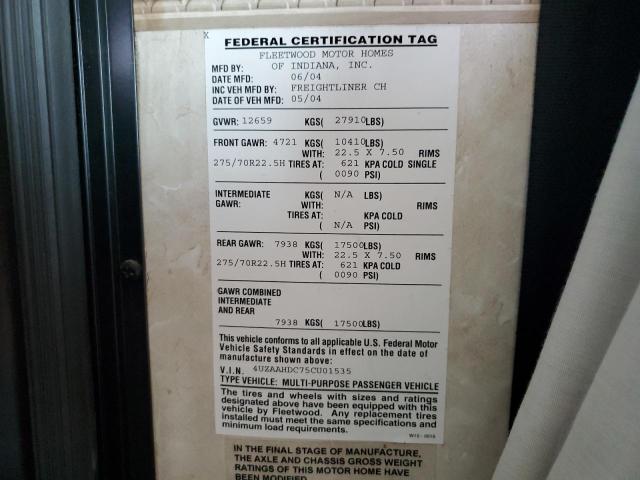 X
FEDERAL CERTIFICATION TAG
FLEETWOOD MOTOR HOMES
MFD BY: OF INDIANA, INC.
DATE MFD: 06/04
INC VEH MFD BY: FREIGHTLINER CH
DATE OF VEH MFD: 05/04
GVWR: 12659 KGS( 27910LBS)
FRONT GAWR: 4721 KGS( 10410LBS)
WITH: 22.5 X 7.50 RIMS
275/70R22.5H TIRES AT: 621 KPA COLD SINGLE
( 0090 PSI)
INTERMEDIATE KGS( N/A LBS)
GAWR: WITH: RIMS
TIRES AT: KPA COLD
( N/A PSI)
REAR GAWR: 7938 KGS( 17500LBS)
WITH: 22.5 X 7.50 RIMS
275/70R22.5H TIRES AT: 621 KPA COLD
( 0090 PSI)
GAWR COMBINED
INTERMEDIATE
AND REAR
7938 KGS( 17500LBS)
This vehicle conforms to all applicable U.S. Federal Motor
Vehicle Safety Standards in effect on the date of
manufacture shown above:
V.I.N. 4UZAAHDC75CU01535
TYPE VEHICLE: MULTI-PURPOSE PASSENGER VEHICLE
The tires and wheels with sizes and ratings
designated above have been equipped with this
vehicle by Fleetwood. Any replacement tires
installed must meet the same specifications and
minimum load requirements.
IN THE FINAL STAGE OF MANUFACTURE,
THE AXLE AND CHASSIS GROSS WEIGHT
RATINGS OF THIS MOTOR HOME HAVE
BEEN MODIFIED